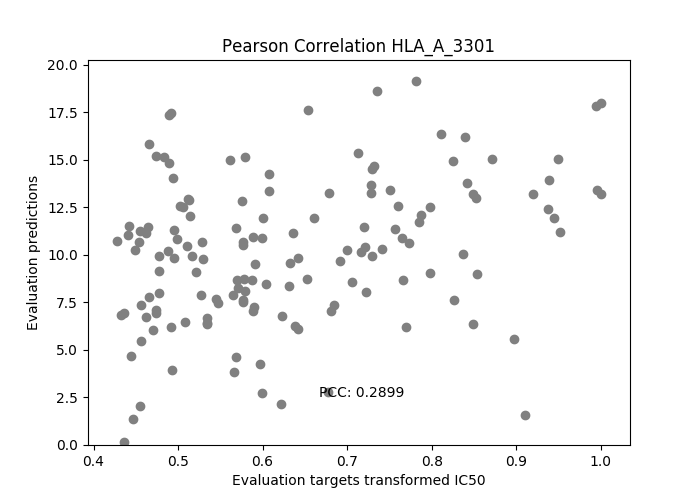 Pearson Correlation HLA_A_3301
20.0
17.5
15.0
12.5
10.0
7.5
5.0
2.5
0.0
Evaluation predictions
PCC: 0.2899
0.4 0.5 0.6 0.7 0.8 0.9 1.0
Evaluation targets transformed IC50